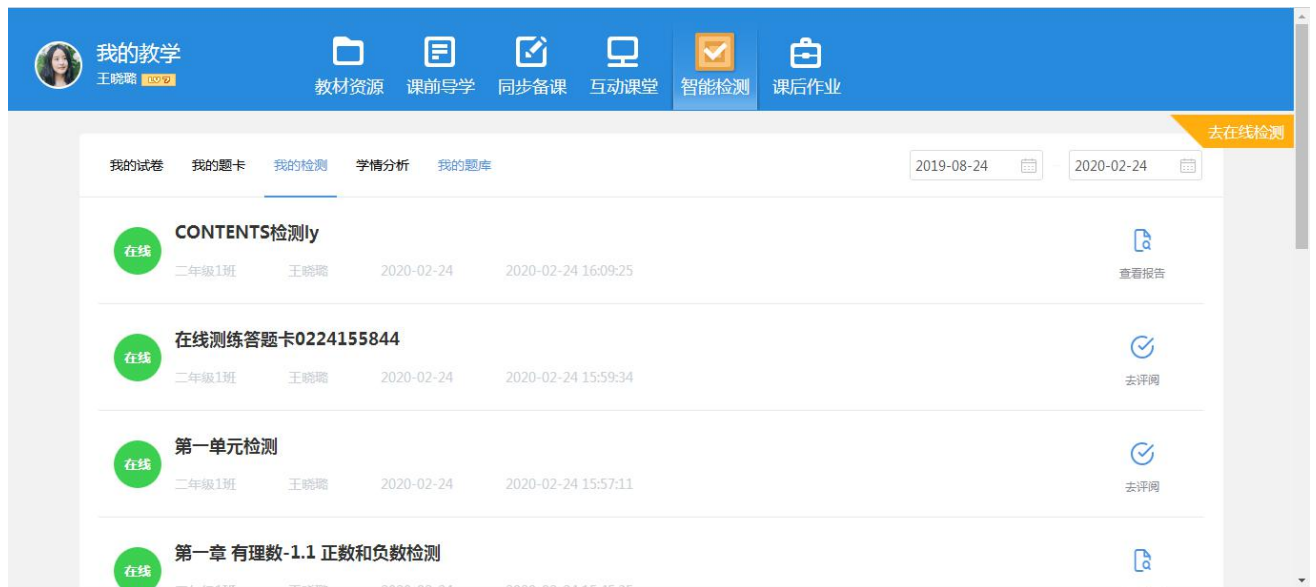 我的教学
王晓璐
教材资源 课前导学 同步备课 互动课堂 智能检测 课后作业
去在线检测
我的试卷 我的题卡 我的检测 学情分析 我的题库 2019-08-24 2020-02-24
在线 CONTENTS检测ly
二年级1班 王晓璐 2020-02-24 2020-02-24 16:09:25 查看报告
在线 在线测练答题卡0224155844
二年级1班 王晓璐 2020-02-24 2020-02-24 15:59:34 去评阅
在线 第一单元检测
二年级1班 王晓璐 2020-02-24 2020-02-24 15:57:11 去评阅
在线 第一章 有理数-1.1 正数和负数检测